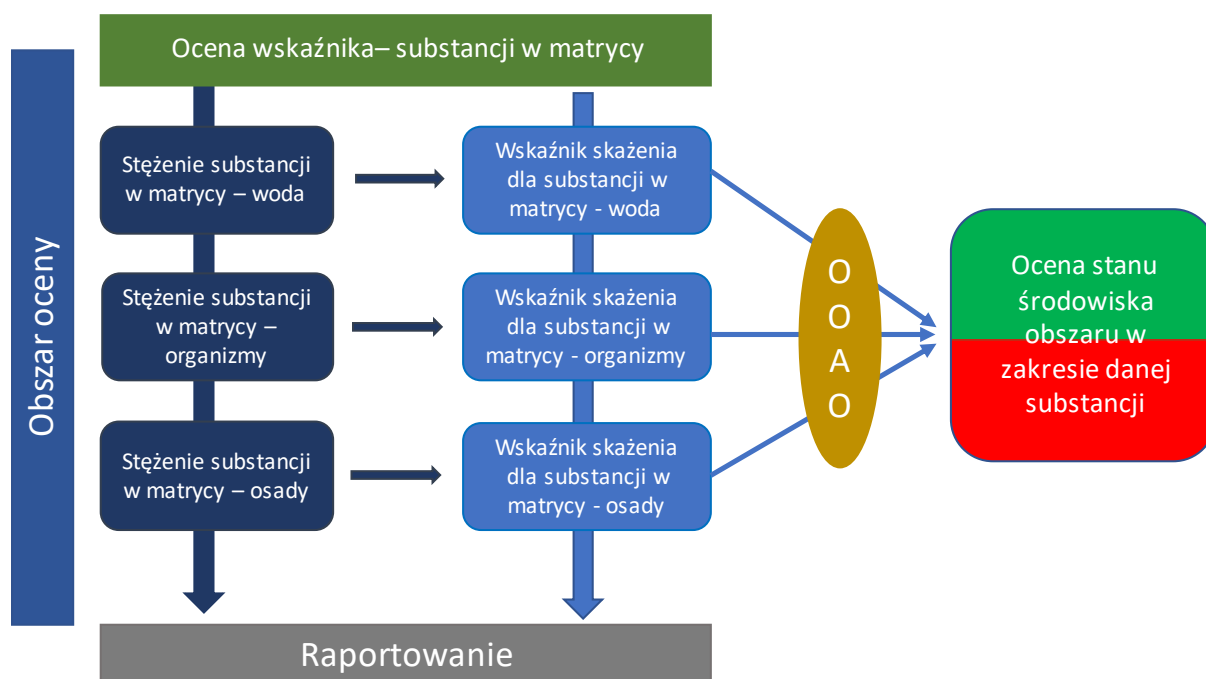 Obszar oceny
Ocena wskaźnika– substancji w matrycy
Stężenie substancji
w matrycy – woda
Wskaźnik skażenia
dla substancji w
matrycy - woda
Stężenie substancji
w matrycy –
organizmy
Wskaźnik skażenia
dla substancji w
matrycy - organizmy
Stężenie substancji
w matrycy – osady
Wskaźnik skażenia
dla substancji w
matrycy - osady
O
O
A
O
Ocena stanu
środowiska
obszaru w
zakresie danej
substancji
Raportowanie